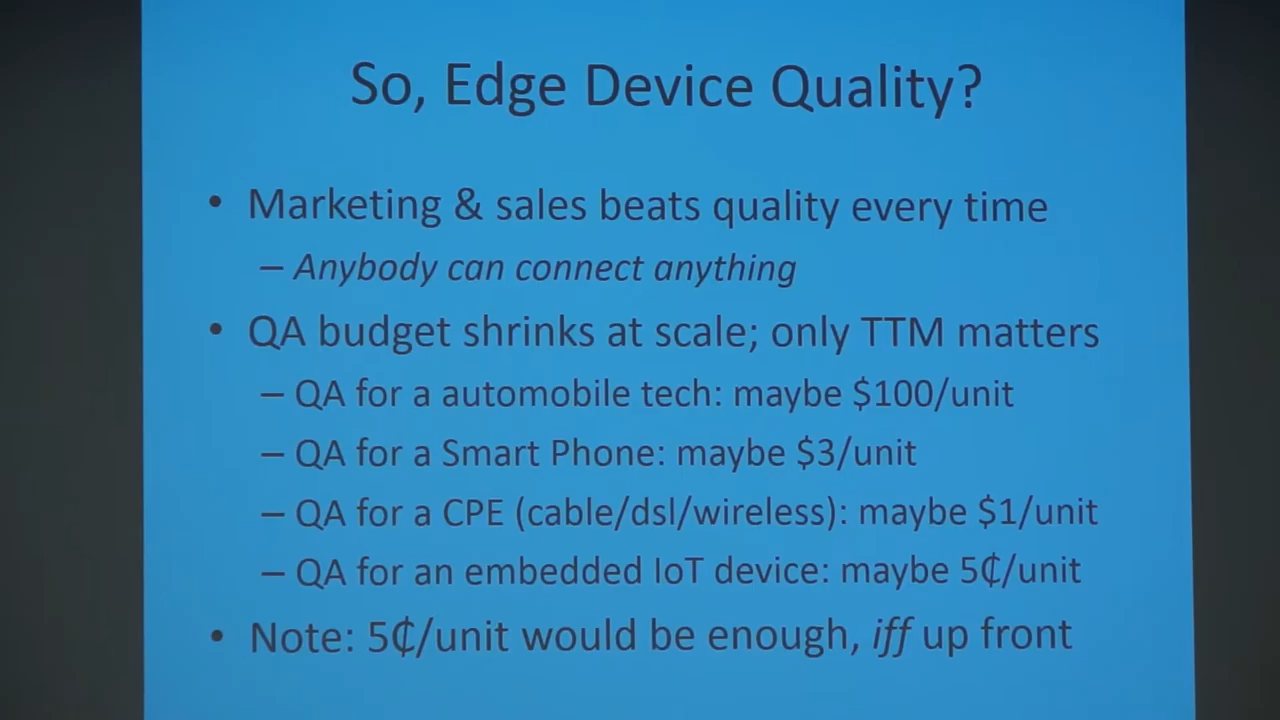 So, Edge Device Quality?
• Marketing & sales beats quality every time
– Anybody can connect anything
• QA budget shrinks at scale; only TTM matters
– QA for a automobile tech: maybe $100/unit
– QA for a Smart Phone: maybe $3/unit
– QA for a CPE (cable/dsl/wireless): maybe $1/unit
– QA for an embedded IoT device: maybe 5₵/unit
• Note: 5₵/unit would be enough, iff up front